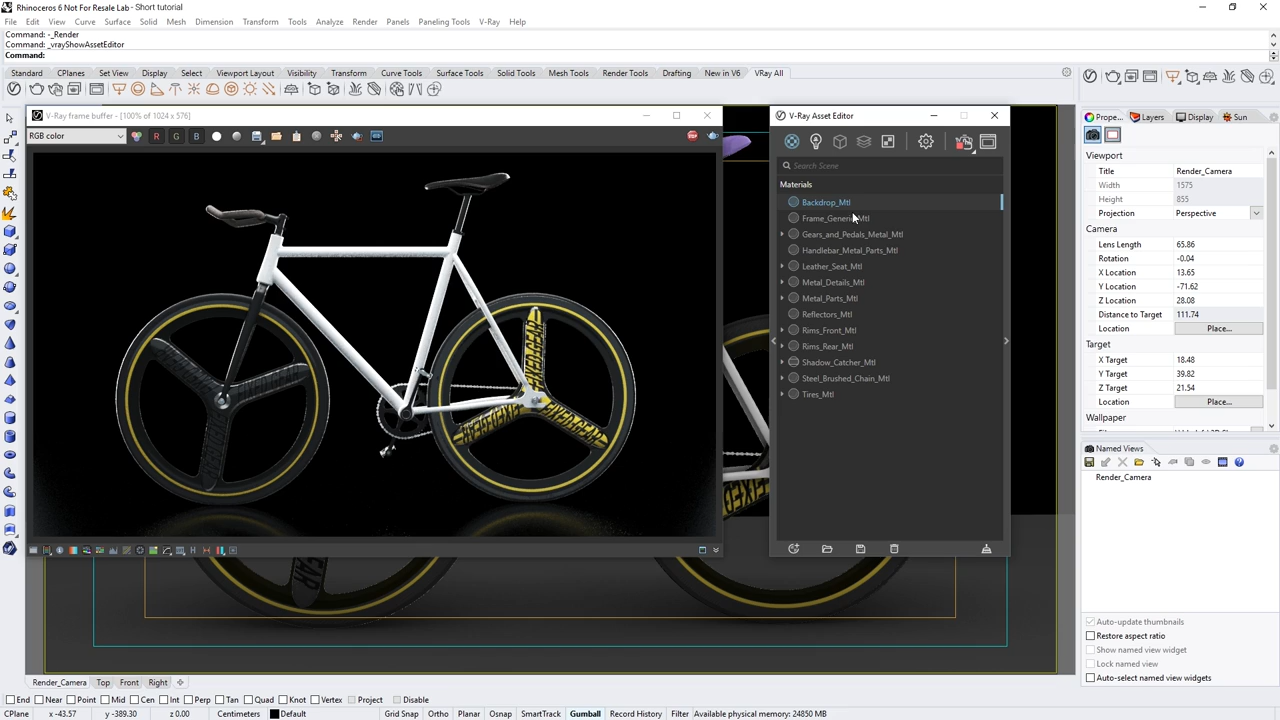 Rhinoceros 6 Not For Resale Lab - Short tutorial
File Edit View Curve Surface Solid Mesh Dimension Transform Tools Analyze Render Panels Paneling Tools V-Ray Help
Command: -_Render
Command: _vrayShowAssetEditor
Command:
Standard CPlanes Set View Display Select Viewport Layout Visibility Transform Curve Tools Surface Tools Solid Tools Mesh Tools Render Tools Drafting New in V6 VRay All
V-Ray frame buffer - [100% of 1024 x 576]
RGB color
R G B
STOP
FIXED GEAR
FIXED GEAR
FIXED GEAR
V-Ray Asset Editor
Search Scene
Materials
Backdrop_Mtl
Frame_Generic_Mtl
Gears_and_Pedals_Metal_Mtl
Handlebar_Metal_Parts_Mtl
Leather_Seat_Mtl
Metal_Details_Mtl
Metal_Parts_Mtl
Reflectors_Mtl
Rims_Front_Mtl
Rims_Rear_Mtl
Shadow_Catcher_Mtl
Steel_Brushed_Chain_Mtl
Tires_Mtl
Prope... Layers Display Sun
Viewport
Title Render_Camera
Width 1575
Height 855
Projection Perspective
Camera
Lens Length 65.86
Rotation -0.04
X Location 13.65
Y Location -71.62
Z Location 28.08
Distance to Target 111.74
Location Place...
Target
X Target 18.48
Y Target 39.82
Z Target 21.54
Location Place...
Wallpaper
Named Views
Render_Camera
Auto-update thumbnails
Restore aspect ratio
Show named view widget
Lock named view
Auto-select named view widgets
Render_Camera Top Front Right
End Near Point Mid Cen Int Perp Tan Quad Knot Vertex Project Disable
CPlane x -43.57 y -389.30 z 0.00 Centimeters Default Grid Snap Ortho Planar Osnap SmartTrack Gumball Record History Filter Available physical memory: 24850 MB